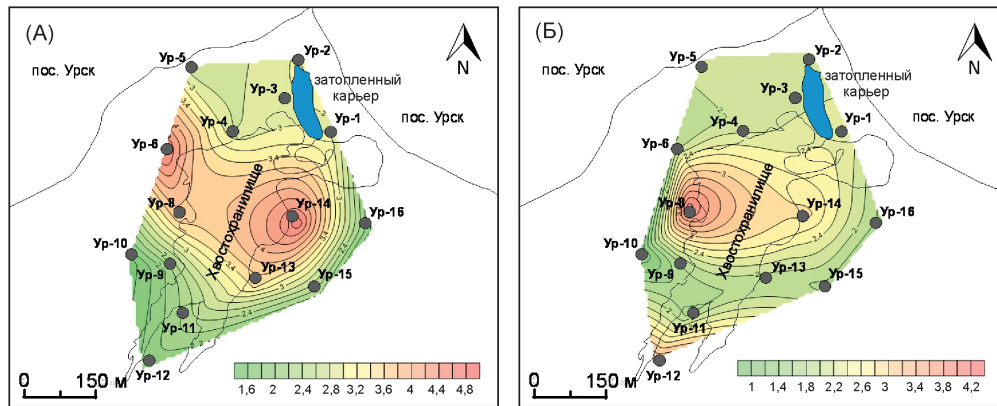 (А)
Ур-2
N
Ур-5
пос. Урск
затопленный
карьер
Ур-3
Ур-4
Ур-1
пос. Урск
Ур-6
Хвостохранилище
Ур-8
Ур-14
Ур-16
Ур-10
Ур-9
Ур-13
Ур-15
Ур-11
Ур-12
0 150 м
1,6 2 2,4 2,8 3,2 3,6 4 4,4 4,8
(Б)
Ур-2
N
Ур-5
пос. Урск
затопленный
карьер
Ур-3
Ур-4
Ур-1
пос. Урск
Ур-6
Хвостохранилище
Ур-8
Ур-14
Ур-16
Ур-10
Ур-9
Ур-13
Ур-15
Ур-11
Ур-12
0 150 м
1 1,4 1,8 2,2 2,6 3 3,4 3,8 4,2